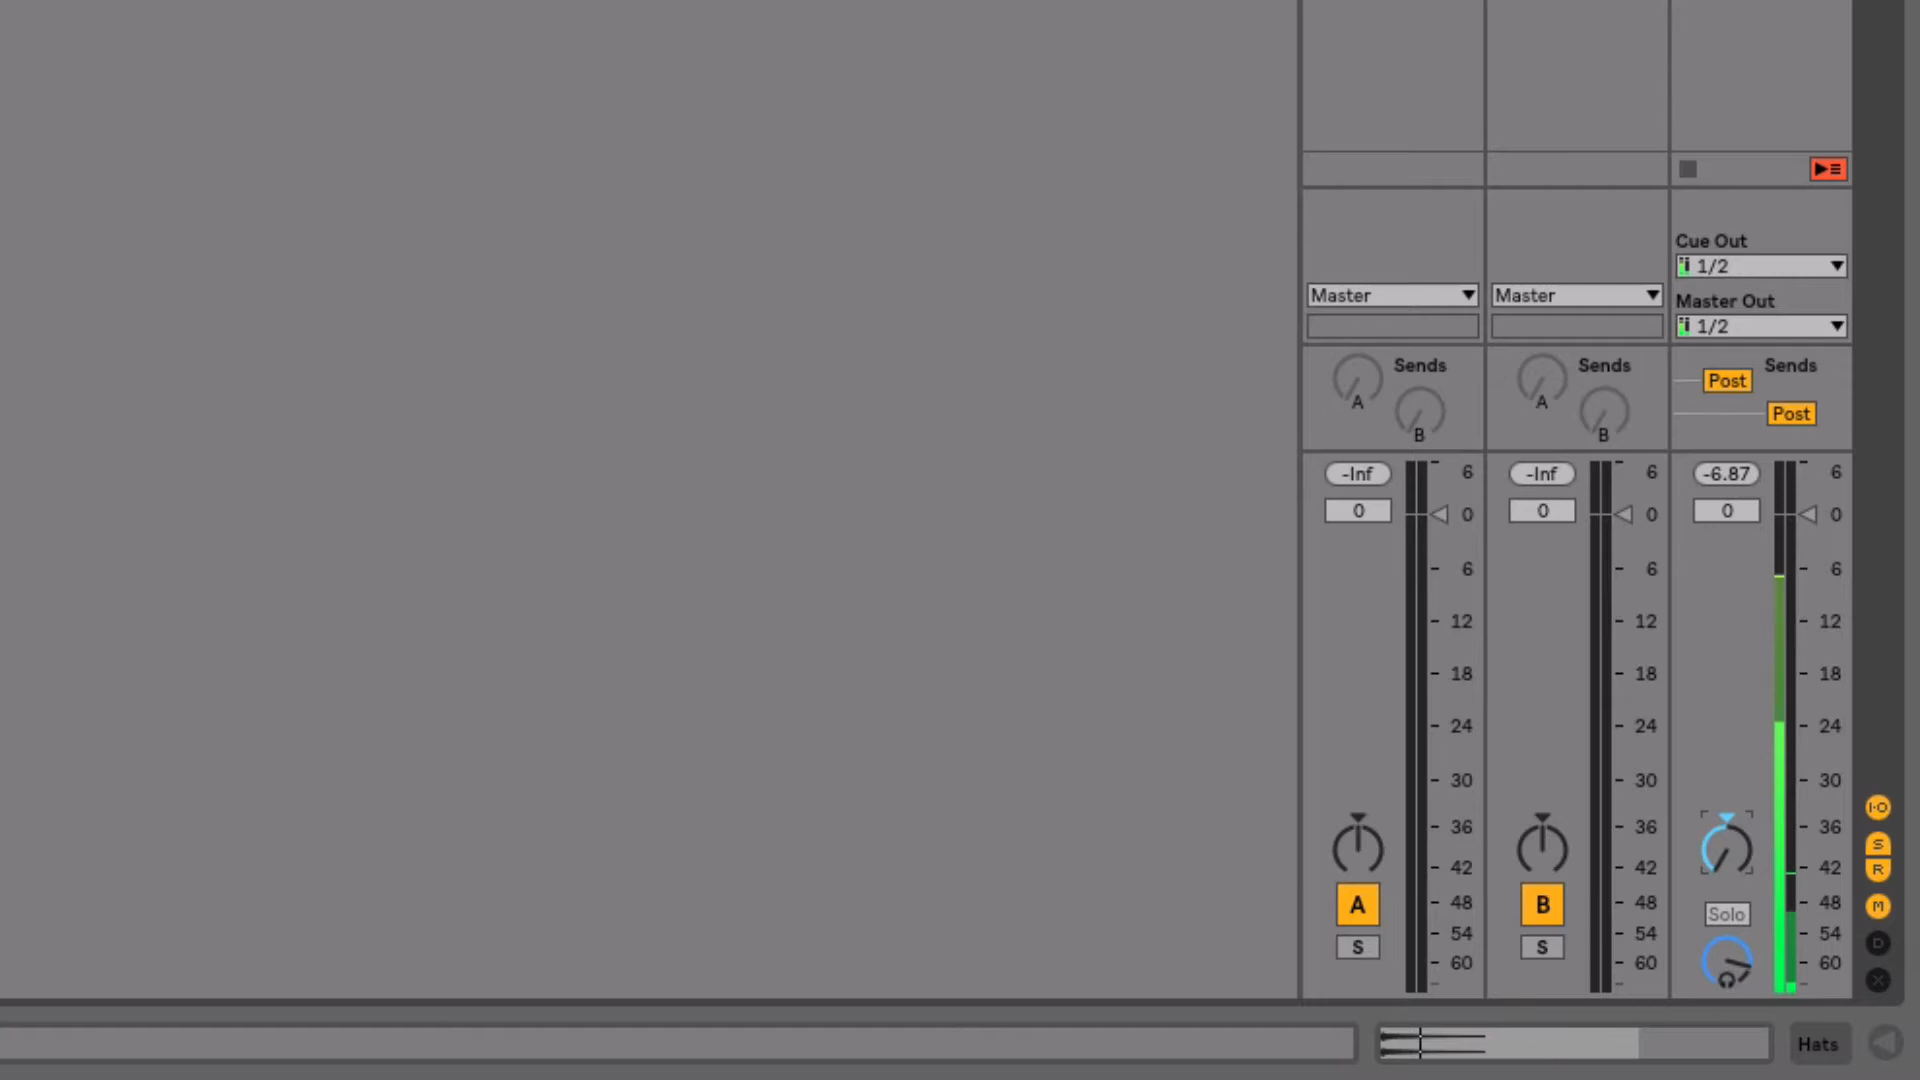 Cue Out
1/2
Master
Master
Master Out
1/2
Sends
A
B
Sends
A
B
Sends
Post
Post
-Inf
0
6
0
6
12
18
24
30
36
42
48
54
60
A
S
-Inf
0
6
0
6
12
18
24
30
36
42
48
54
60
B
S
-6.87
0
6
0
6
12
18
24
30
36
42
48
54
60
Solo
I·O
S
R
M
D
X
Hats